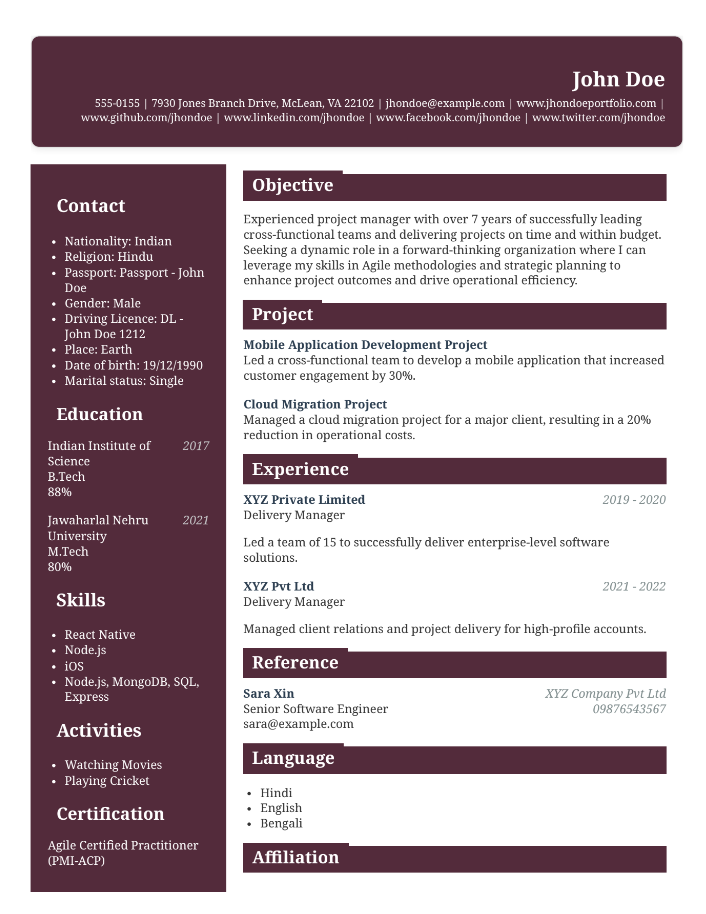 John Doe
555-0155 | 7930 Jones Branch Drive, McLean, VA 22102 | jhondoe@example.com | www.jhondoeportfolio.com |
www.github.com/jhondoe | www.linkedin.com/jhondoe | www.facebook.com/jhondoe | www.twitter.com/jhondoe
Contact
• Nationality: Indian
• Religion: Hindu
• Passport: Passport - John
Doe
• Gender: Male
• Driving Licence: DL -
John Doe 1212
• Place: Earth
• Date of birth: 19/12/1990
• Marital status: Single
Education
Indian Institute of 2017
Science
B.Tech
88%
Jawaharlal Nehru 2021
University
M.Tech
80%
Skills
• React Native
• Node.js
• iOS
• Node.js, MongoDB, SQL,
Express
Activities
• Watching Movies
• Playing Cricket
Certification
Agile Certified Practitioner
(PMI-ACP)
Objective
Experienced project manager with over 7 years of successfully leading
cross-functional teams and delivering projects on time and within budget.
Seeking a dynamic role in a forward-thinking organization where I can
leverage my skills in Agile methodologies and strategic planning to
enhance project outcomes and drive operational efficiency.
Project
Mobile Application Development Project
Led a cross-functional team to develop a mobile application that increased
customer engagement by 30%.
Cloud Migration Project
Managed a cloud migration project for a major client, resulting in a 20%
reduction in operational costs.
Experience
XYZ Private Limited 2019 - 2020
Delivery Manager
Led a team of 15 to successfully deliver enterprise-level software
solutions.
XYZ Pvt Ltd 2021 - 2022
Delivery Manager
Managed client relations and project delivery for high-profile accounts.
Reference
Sara Xin XYZ Company Pvt Ltd
Senior Software Engineer 09876543567
sara@example.com
Language
• Hindi
• English
• Bengali
Affiliation